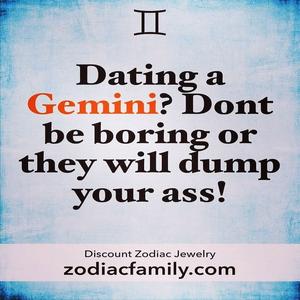 ♊
Dating a
Gemini? Dont
be boring or
they will dump
your ass!
Discount Zodiac Jewelry
zodiacfamily.com